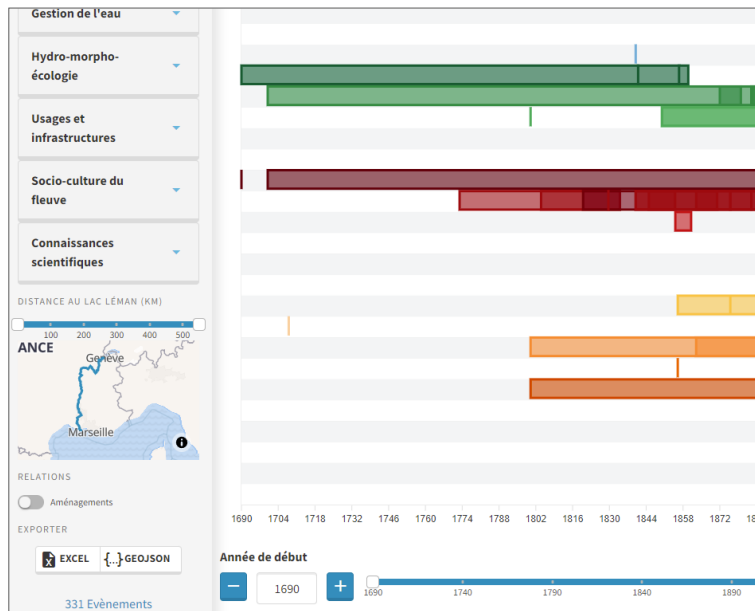 Gestion de l'eau
Hydro-morpho-
écologie
Usages et
infrastructures
Socio-culture du
fleuve
Connaissances
scientifiques
DISTANCE AU LAC LÉMAN (KM)
100 200 300 400 500
ANCE
Genève
Marseille
RELATIONS
Aménagements
EXPORTER
EXCEL
{...} GEOJSON
331 Evènements
1690 1704 1718 1732 1746 1760 1774 1788 1802 1816 1830 1844 1858 1872
Année de début
− 1690 +
1690 1740 1790 1840 1890